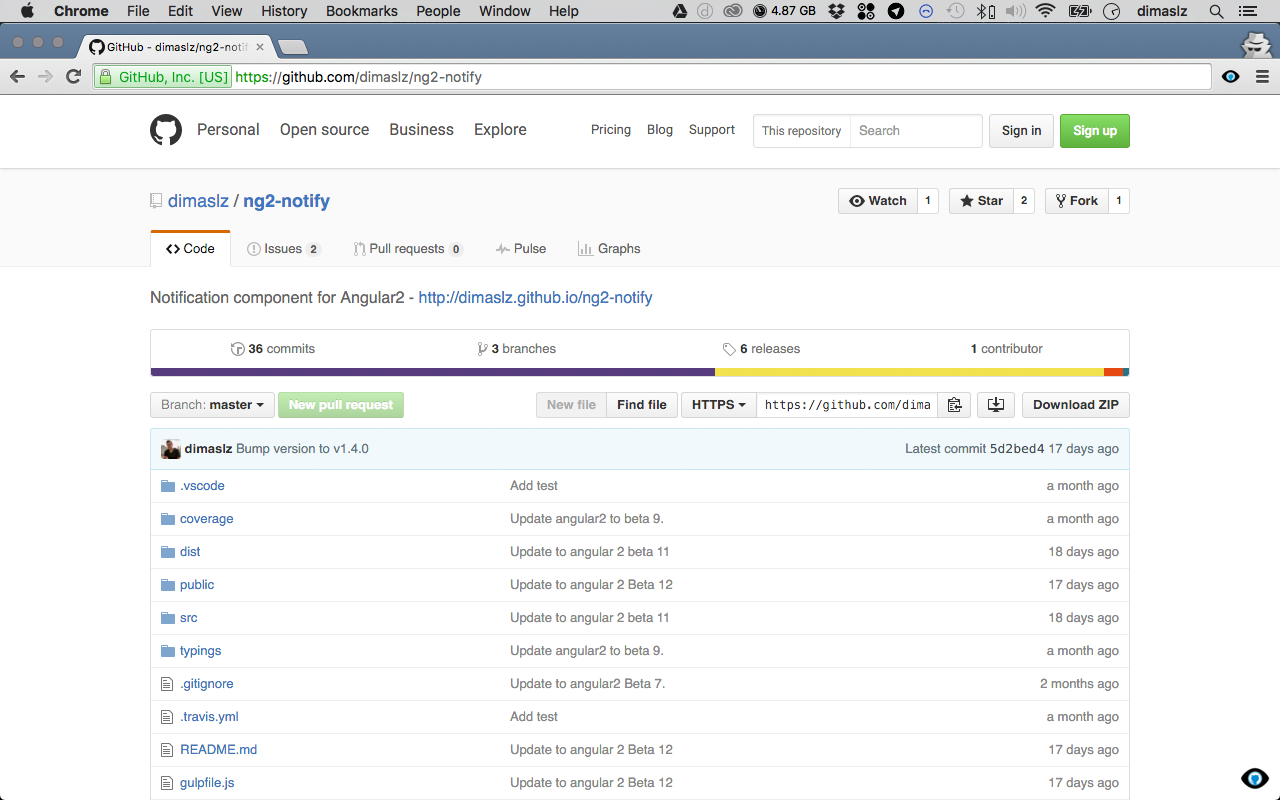 Chrome File Edit View History Bookmarks People Window Help 4.87 GB dimaslz
GitHub - dimaslz/ng2-notif
GitHub, Inc. [US] https://github.com/dimaslz/ng2-notify
Personal Open source Business Explore Pricing Blog Support This repository Search Sign in Sign up
dimaslz / ng2-notify Watch 1 Star 2 Fork 1
Code Issues 2 Pull requests 0 Pulse Graphs
Notification component for Angular2 - http://dimaslz.github.io/ng2-notify
36 commits 3 branches 6 releases 1 contributor
Branch: master New pull request New file Find file HTTPS https://github.com/dima Download ZIP
dimaslz Bump version to v1.4.0 Latest commit 5d2bed4 17 days ago
.vscode Add test a month ago
coverage Update angular2 to beta 9. a month ago
dist Update to angular 2 beta 11 18 days ago
public Update to angular 2 Beta 12 17 days ago
src Update to angular 2 beta 11 18 days ago
typings Update angular2 to beta 9. a month ago
.gitignore Update to angular2 Beta 7. 2 months ago
.travis.yml Add test a month ago
README.md Update to angular 2 Beta 12 17 days ago
gulpfile.js Update to angular 2 Beta 12 17 days ago